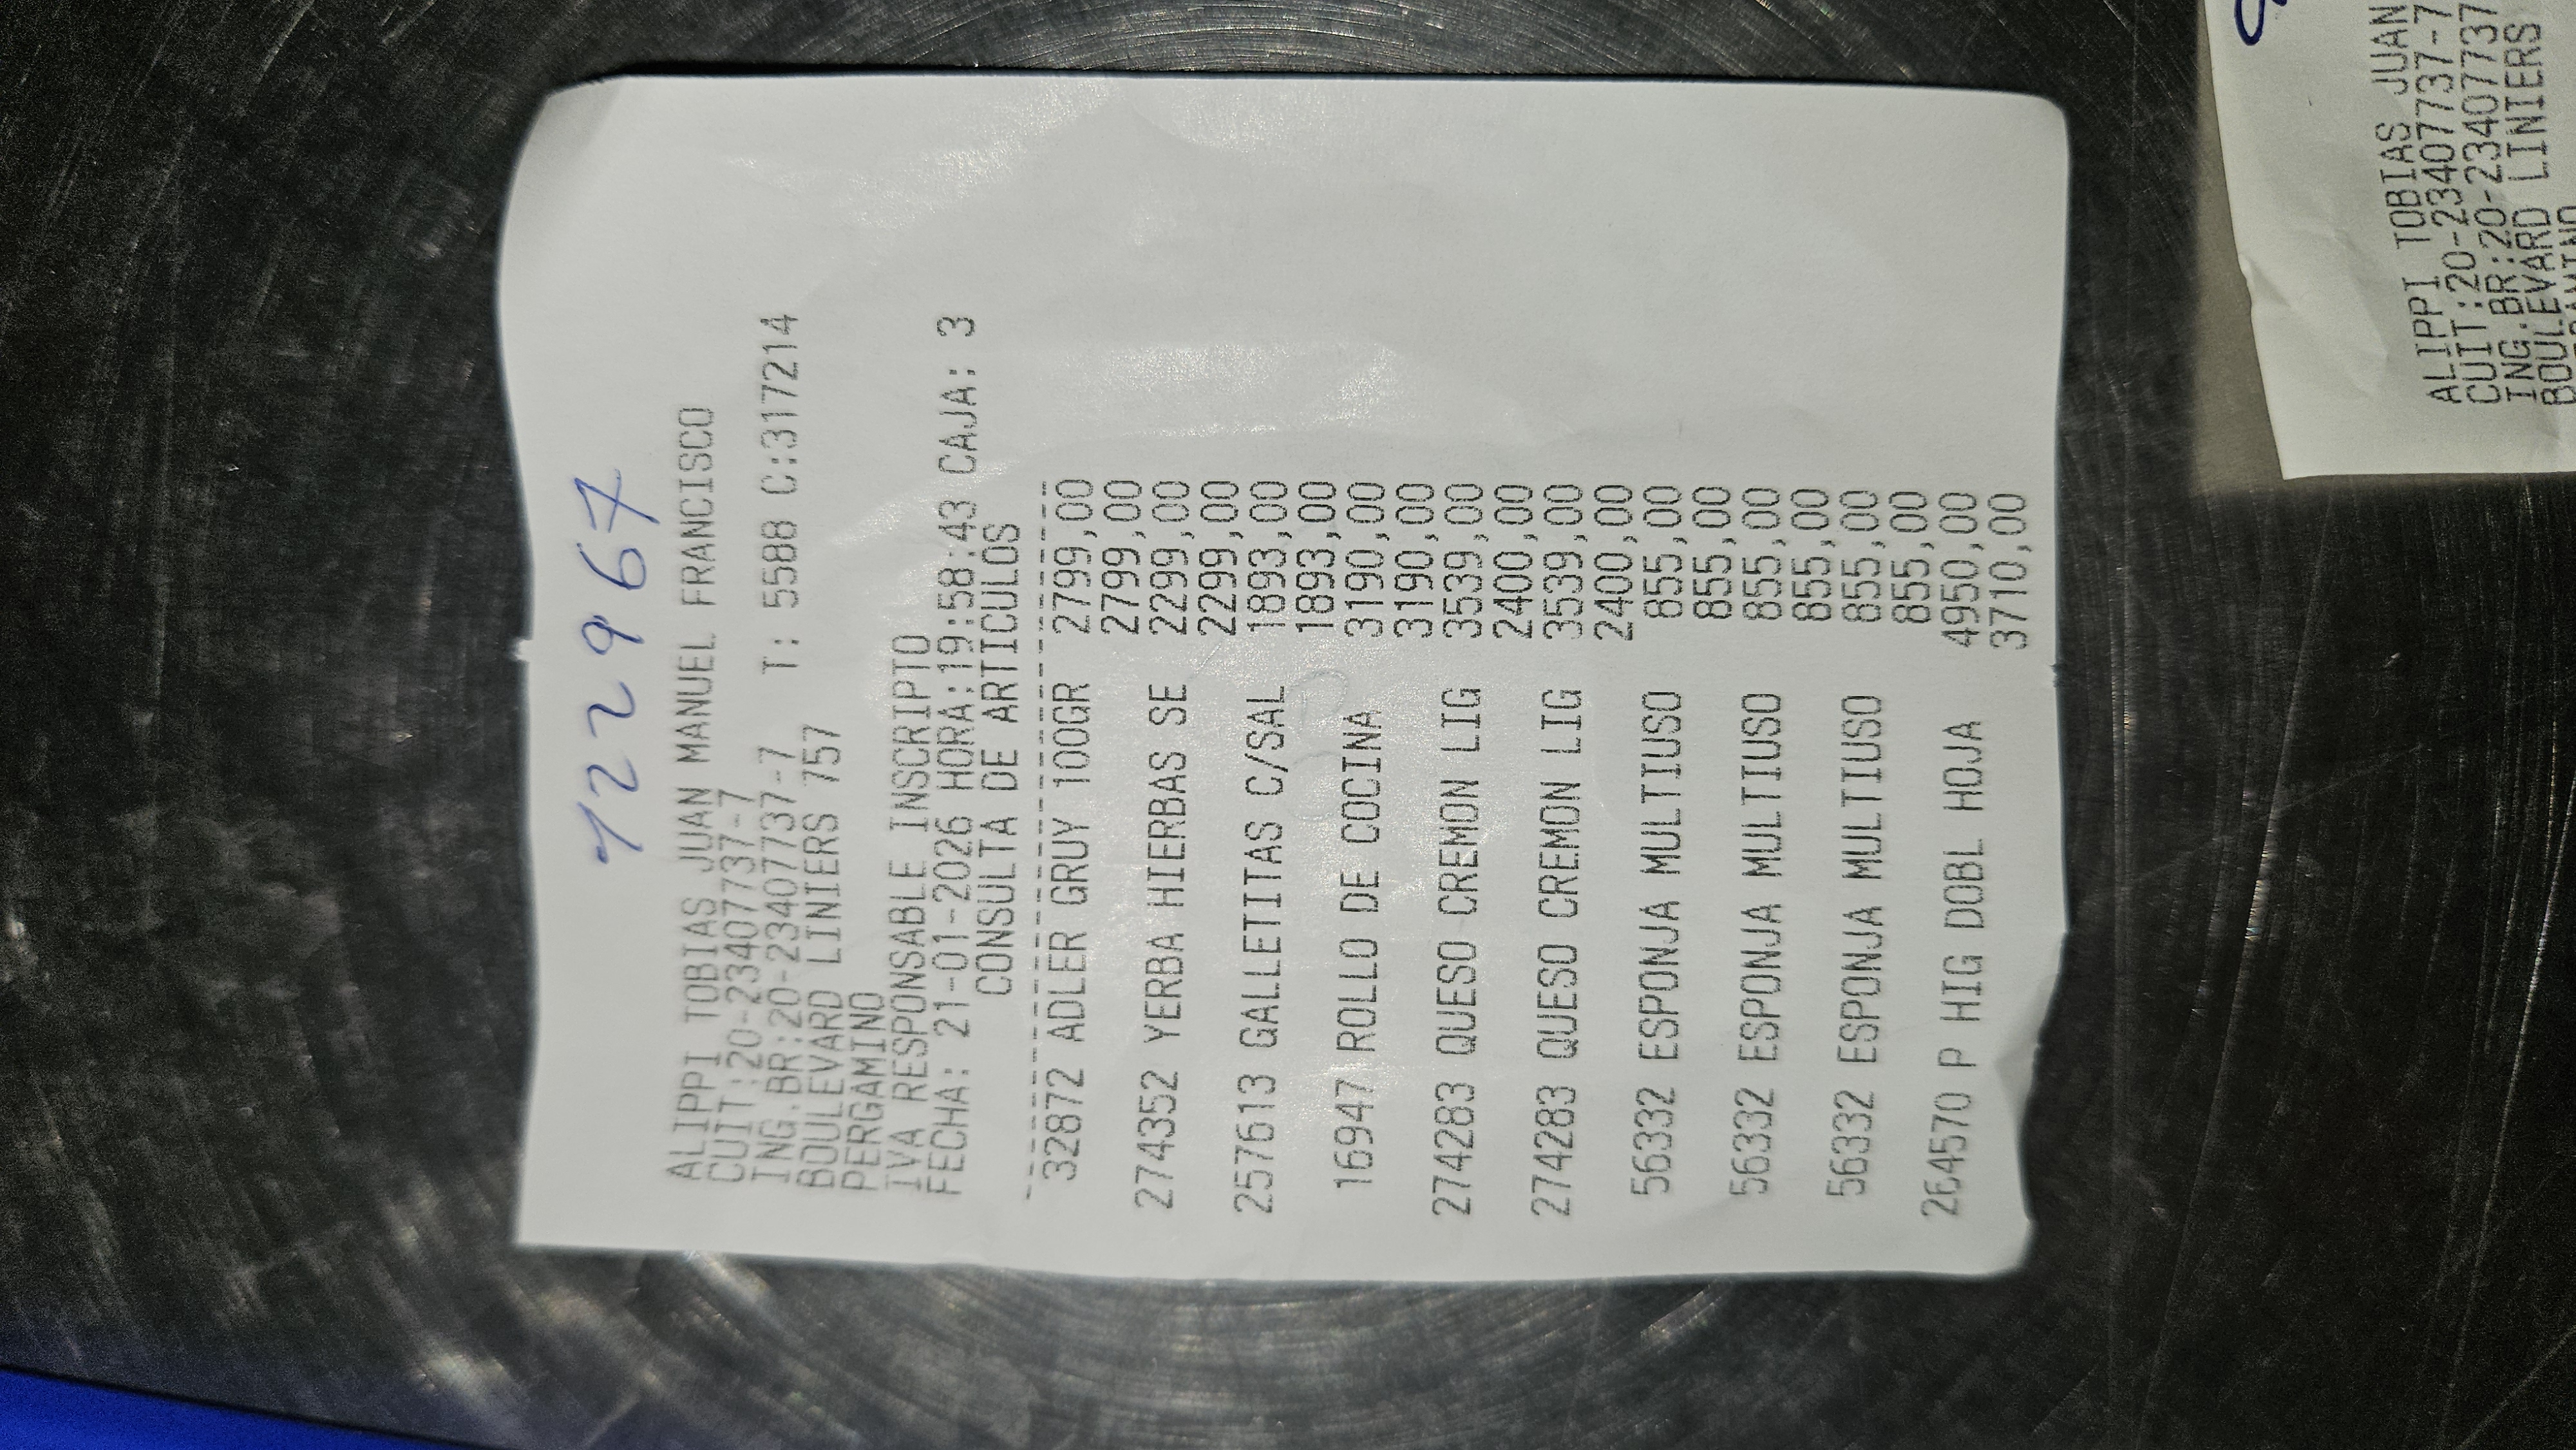 122967
ALIPPI TOBIAS JUAN MANUEL FRANCISCO
CUIT:20-23407737-7
ING.BR:20-23407737-7 T: 5588 C:317214
BOULEVARD LINIERS 757
PERGAMINO
IVA RESPONSABLE INSCRIPTO
FECHA: 21-01-2026 HORA:19:58:43 CAJA: 3
CONSULTA DE ARTICULOS
32872 ADLER GRUY 100GR 2799,00
2799,00
274352 YERBA HIERBAS SE 2299,00
2299,00
257613 GALLETITAS C/SAL 1893,00
1893,00
16947 ROLLO DE COCINA 3190,00
3190,00
274283 QUESO CREMON LIG 3539,00
2400,00
274283 QUESO CREMON LIG 3539,00
2400,00
56332 ESPONJA MULTIUSO 855,00
855,00
56332 ESPONJA MULTIUSO 855,00
855,00
56332 ESPONJA MULTIUSO 855,00
855,00
264570 P HIG DOBL HOJA 4950,00
3710,00
ALIPPI TOBIAS JUAN
CUIT:20-23407737-7
ING.BR:20-23407737
BOULEVARD LINIERS